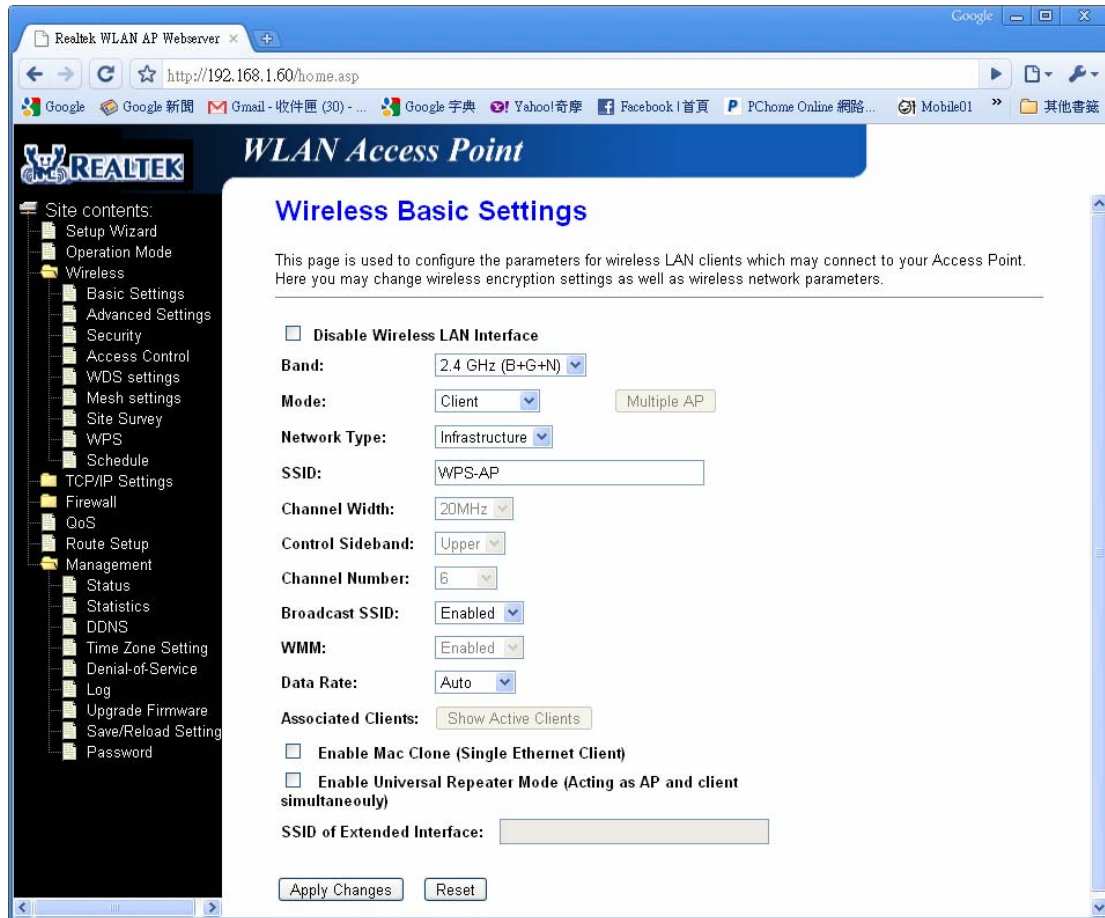 Google
Realtek WLAN AP Webserver
http://192.168.1.60/home.asp
Google Google 新聞 Gmail - 收件匣 (30) - ... Google 字典 Yahoo!奇摩 Facebook | 首頁 PChome Online 網路... Mobile01 » 其他書籤
REALTEK
WLAN Access Point
Site contents:
Setup Wizard
Operation Mode
Wireless
Basic Settings
Advanced Settings
Security
Access Control
WDS settings
Mesh settings
Site Survey
WPS
Schedule
TCP/IP Settings
Firewall
QoS
Route Setup
Management
Status
Statistics
DDNS
Time Zone Setting
Denial-of-Service
Log
Upgrade Firmware
Save/Reload Setting
Password
Wireless Basic Settings
This page is used to configure the parameters for wireless LAN clients which may connect to your Access Point.
Here you may change wireless encryption settings as well as wireless network parameters.
Disable Wireless LAN Interface
Band: 2.4 GHz (B+G+N)
Mode: Client Multiple AP
Network Type: Infrastructure
SSID: WPS-AP
Channel Width: 20MHz
Control Sideband: Upper
Channel Number: 6
Broadcast SSID: Enabled
WMM: Enabled
Data Rate: Auto
Associated Clients: Show Active Clients
Enable Mac Clone (Single Ethernet Client)
Enable Universal Repeater Mode (Acting as AP and client
simultaneouly)
SSID of Extended Interface:
Apply Changes Reset